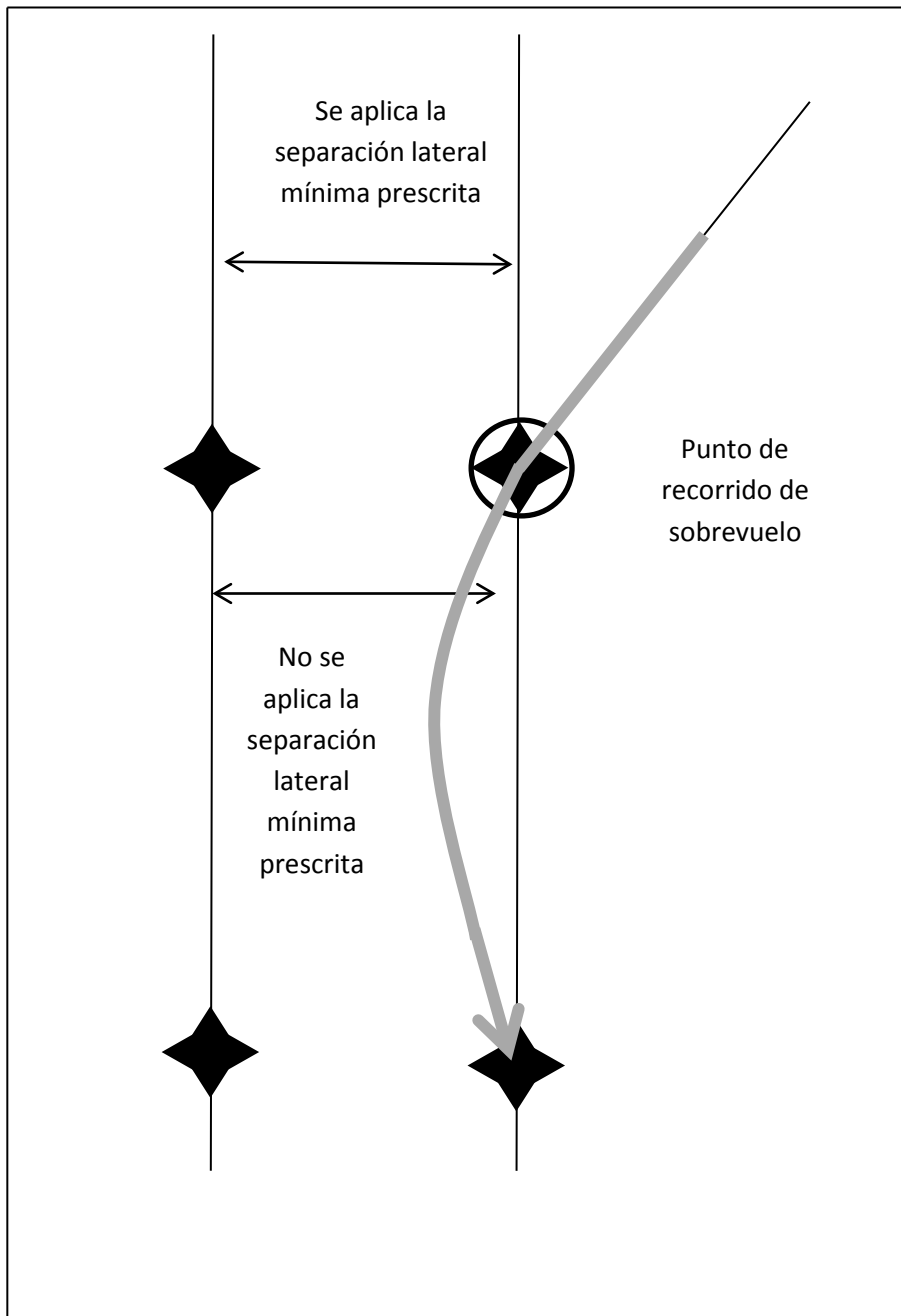 Se aplica la
separación lateral
mínima prescrita
Punto de
recorrido de
sobrevuelo
No se
aplica la
separación
lateral
mínima
prescrita